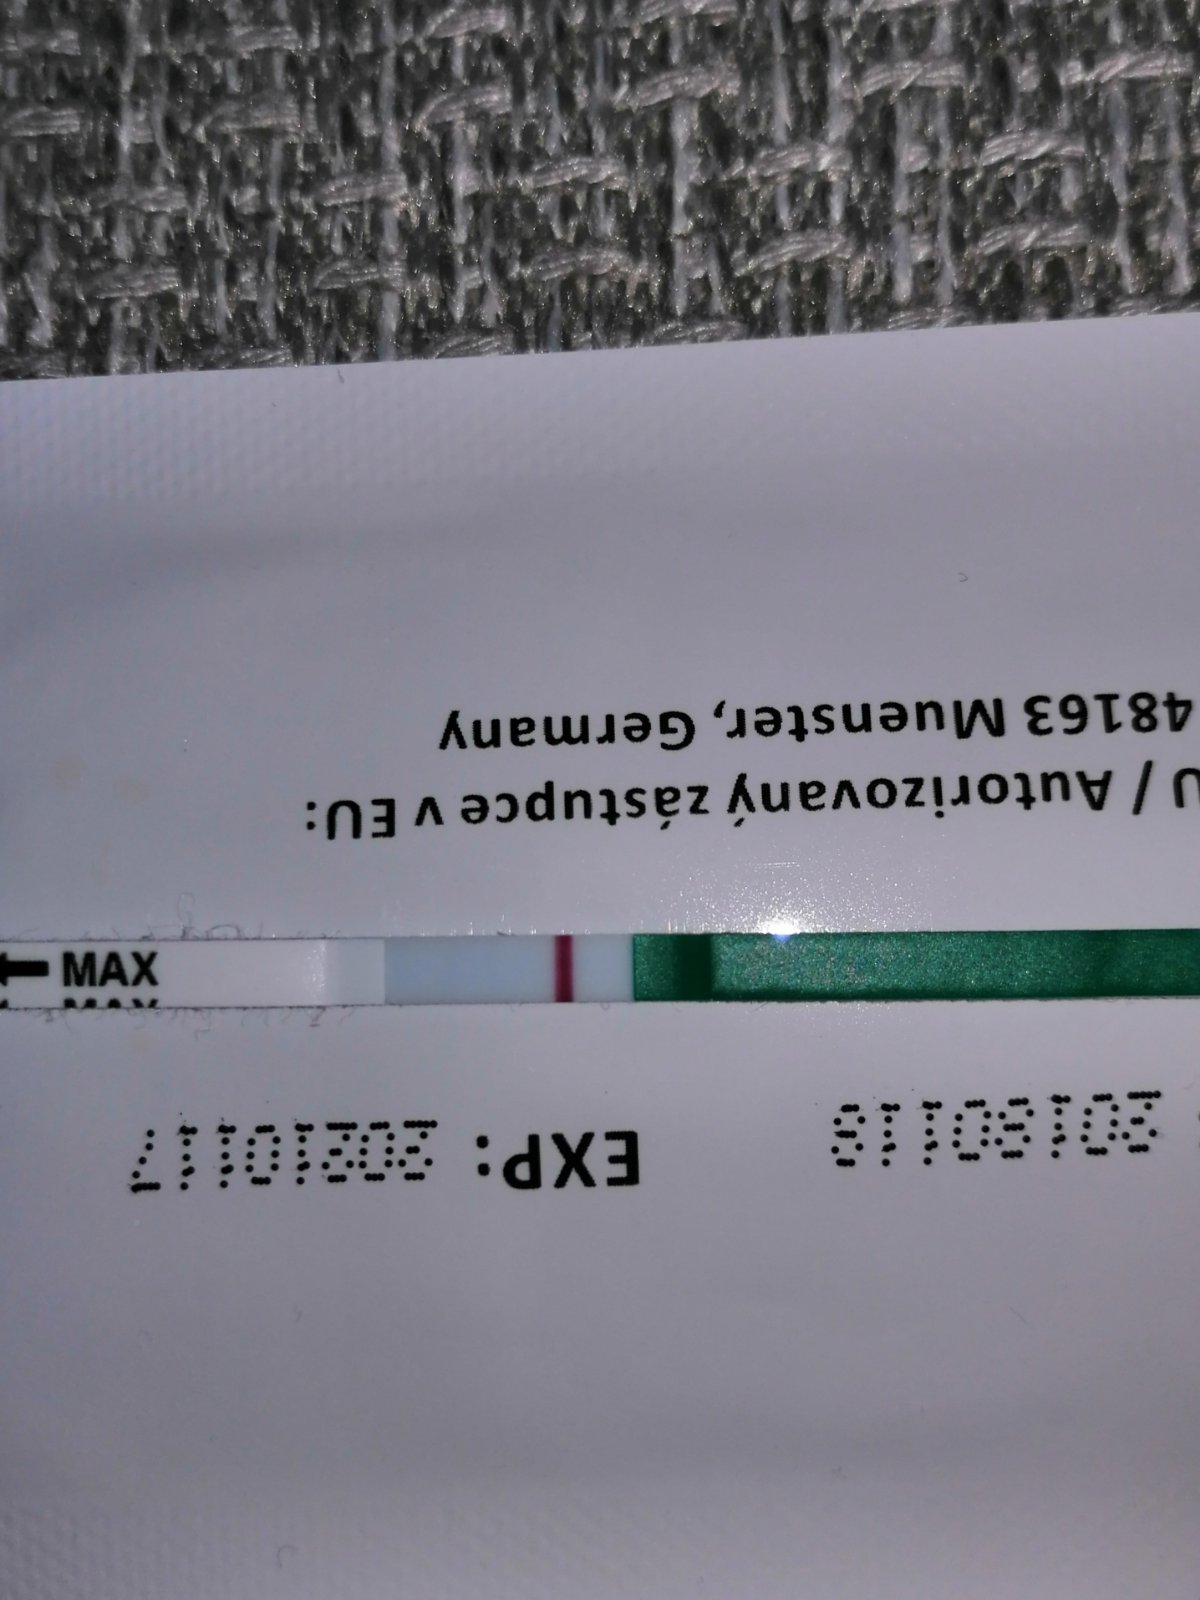 20180118 EXP: 20210117
MAX
U / Autorizovaný zástupce v EU:
48163 Muenster, Germany